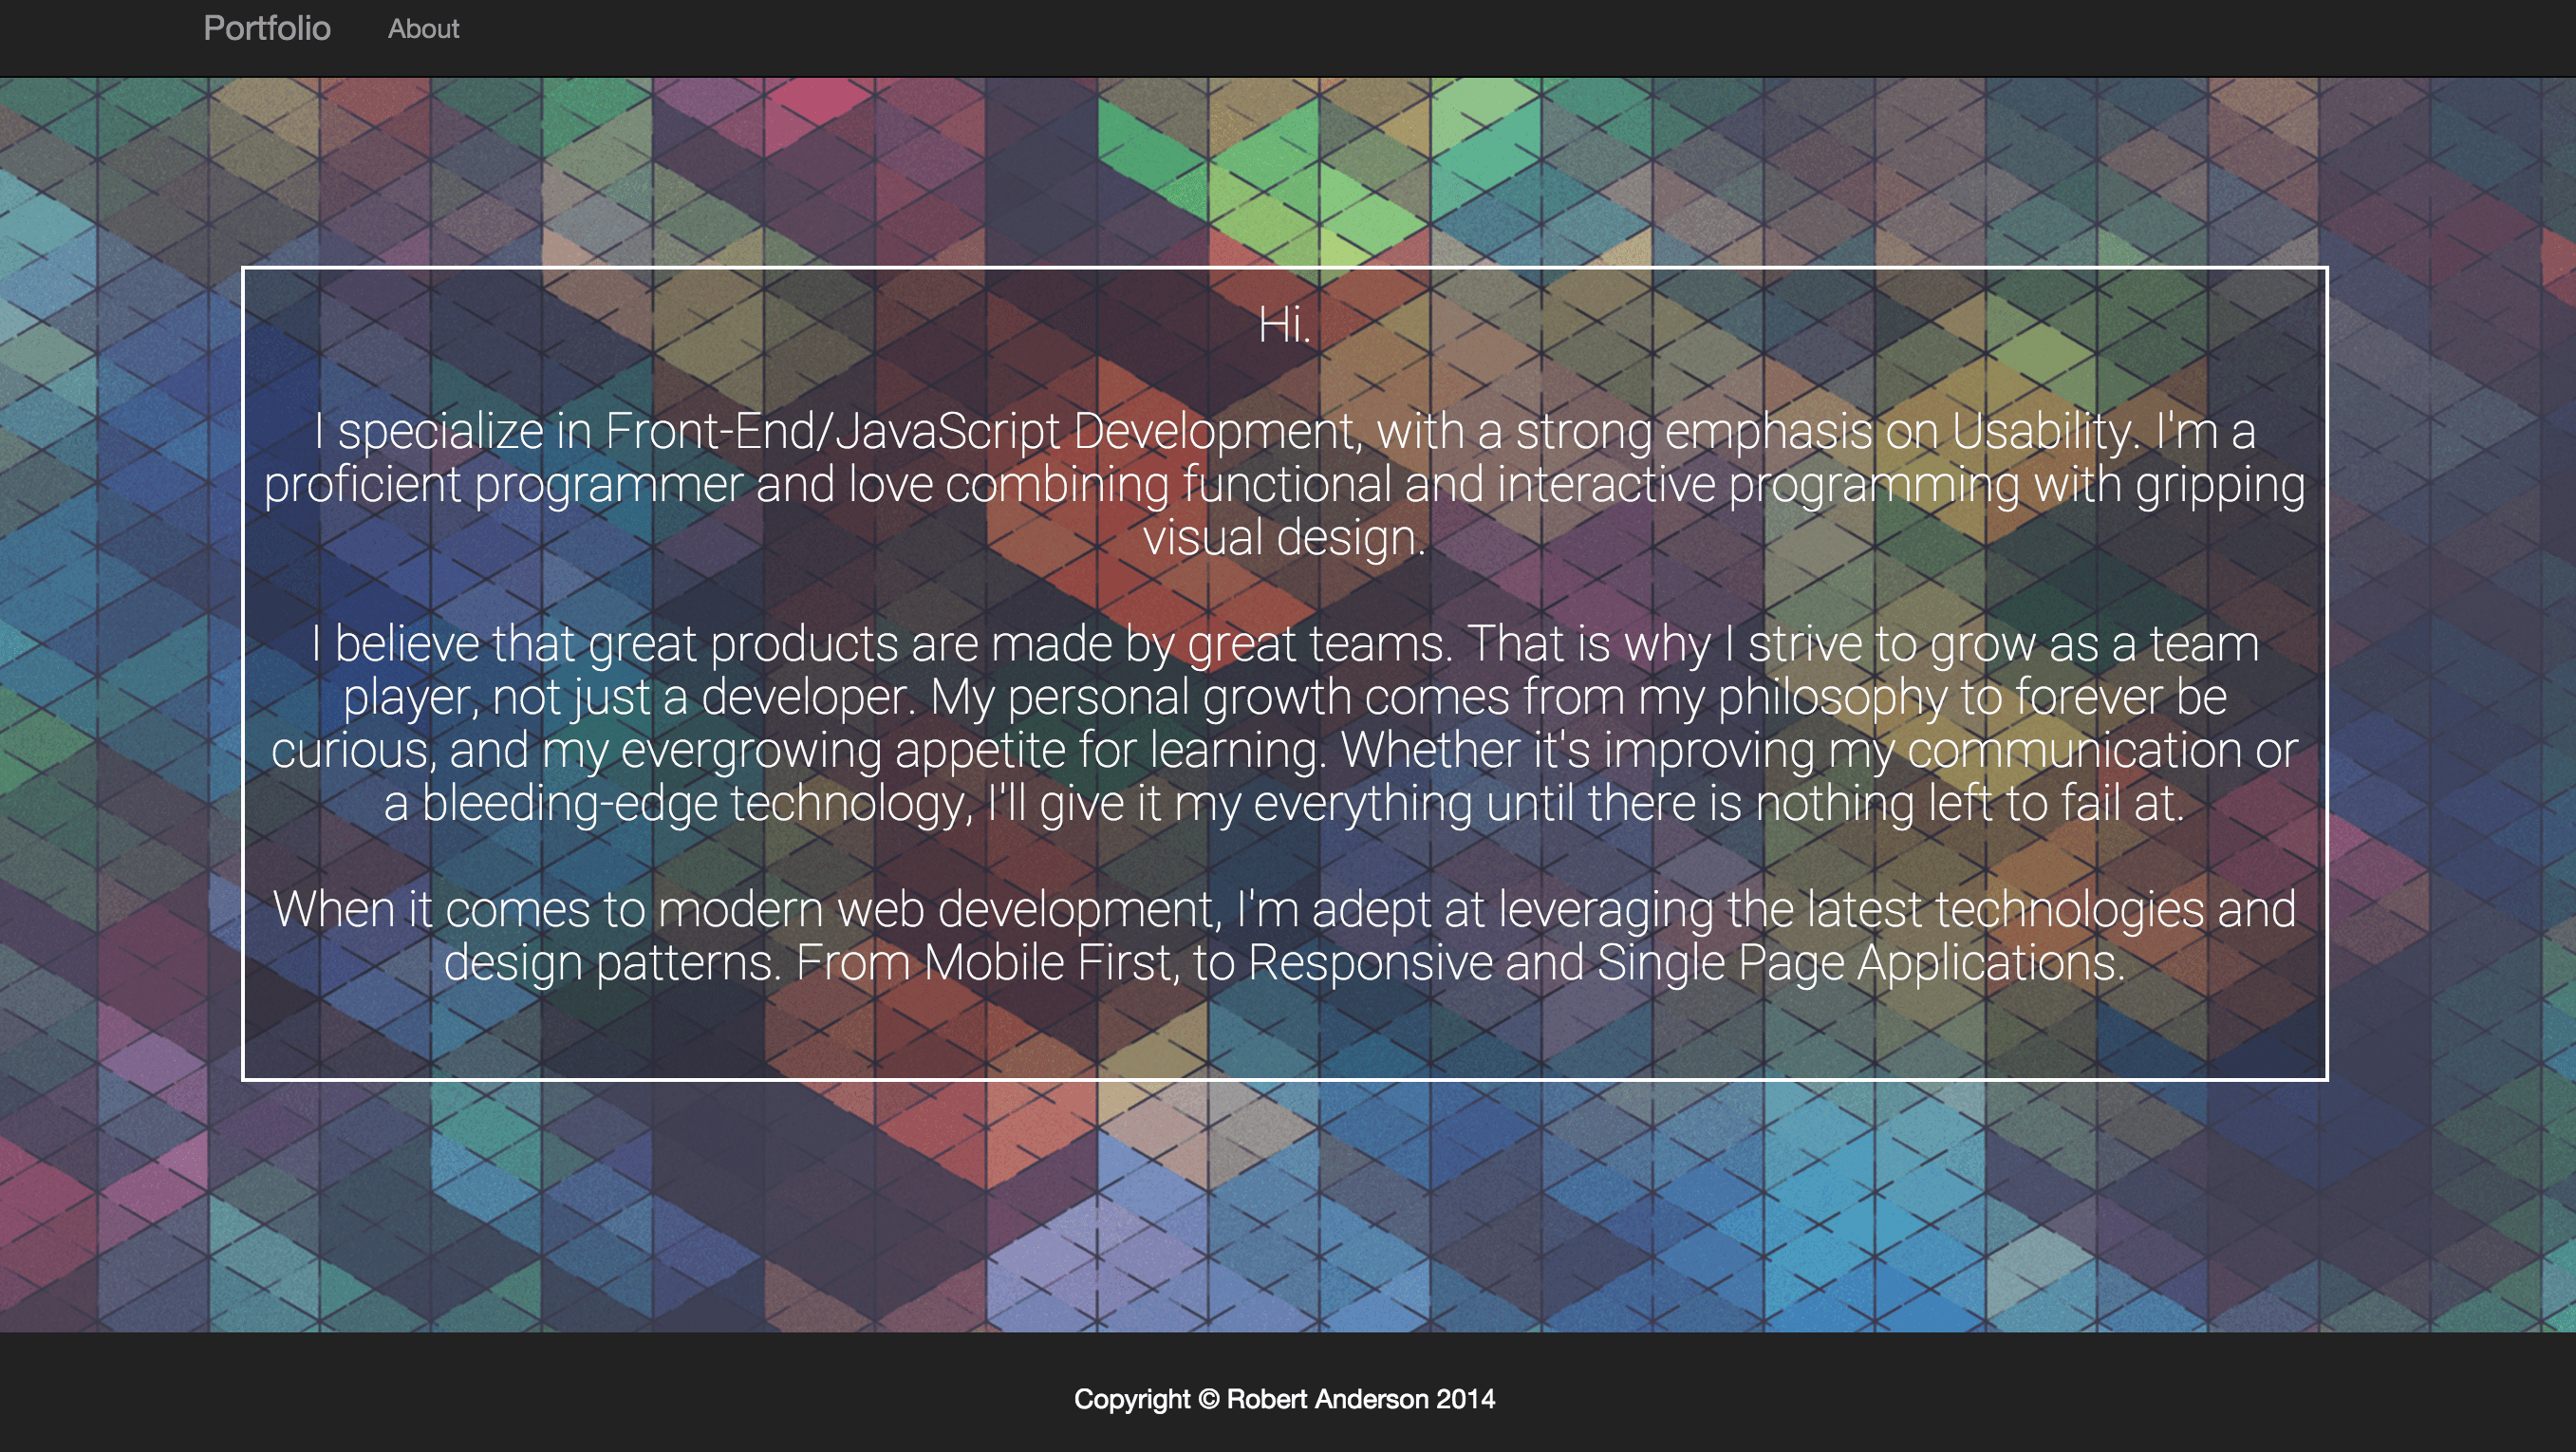 Portfolio About
Hi.
I specialize in Front-End/JavaScript Development, with a strong emphasis on Usability. I'm a
proficient programmer and love combining functional and interactive programming with gripping
visual design.
I believe that great products are made by great teams. That is why I strive to grow as a team
player, not just a developer. My personal growth comes from my philosophy to forever be
curious, and my evergrowing appetite for learning. Whether it's improving my communication or
a bleeding-edge technology, I'll give it my everything until there is nothing left to fail at.
When it comes to modern web development, I'm adept at leveraging the latest technologies and
design patterns. From Mobile First, to Responsive and Single Page Applications.
Copyright © Robert Anderson 2014